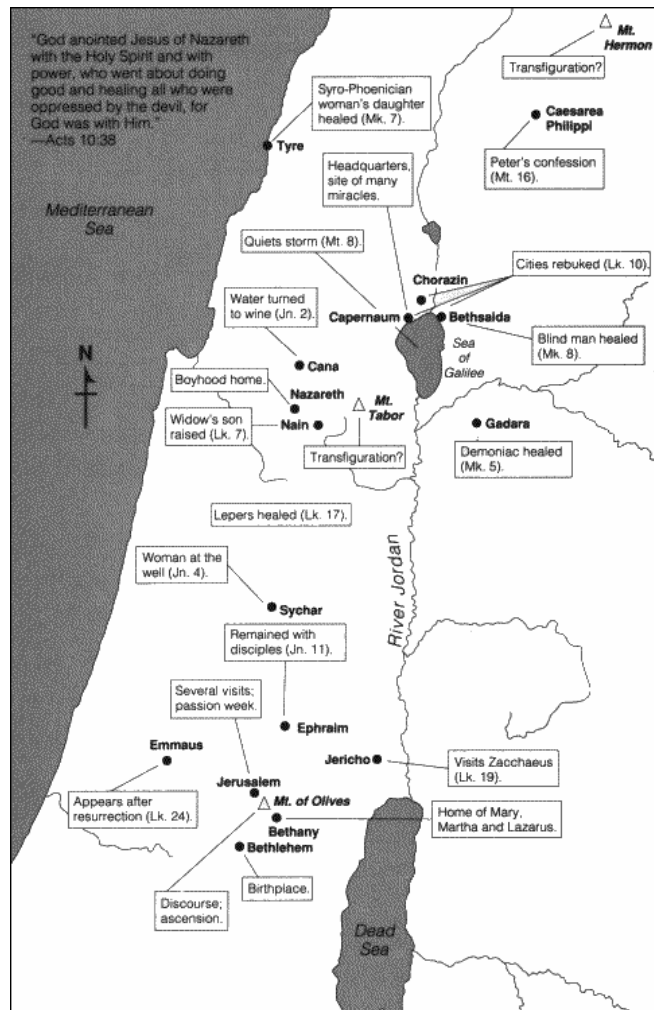 "God anointed Jesus of Nazareth
with the Holy Spirit and with
power, who went about doing
good and healing all who were
oppressed by the devil, for
God was with Him."
—Acts 10:38
Mt.
Hermon
Transfiguration?
Syro-Phoenician
woman's daughter
healed (Mk. 7).
Caesarea
Philippi
Tyre
Peter's confession
(Mt. 16).
Headquarters,
site of many
miracles.
Mediterranean
Sea
Quiets storm (Mt. 8).
Cities rebuked (Lk. 10).
Chorazin
Water turned
to wine (Jn. 2).
Capernaum
Bethsaida
Blind man healed
(Mk. 8).
Sea
of
Galilee
N
Cana
Boyhood home.
Nazareth
Mt.
Tabor
Widow's son
raised (Lk. 7).
Nain
Gadara
Transfiguration?
Demoniac healed
(Mk. 5).
Lepers healed (Lk. 17).
Woman at the
well (Jn. 4).
River Jordan
Sychar
Remained with
disciples (Jn. 11).
Several visits;
passion week.
Ephraim
Emmaus
Jericho
Visits Zacchaeus
(Lk. 19).
Jerusalem
Mt. of Olives
Appears after
resurrection (Lk. 24).
Home of Mary,
Martha and Lazarus.
Bethany
Bethlehem
Birthplace.
Discourse;
ascension.
Dead
Sea